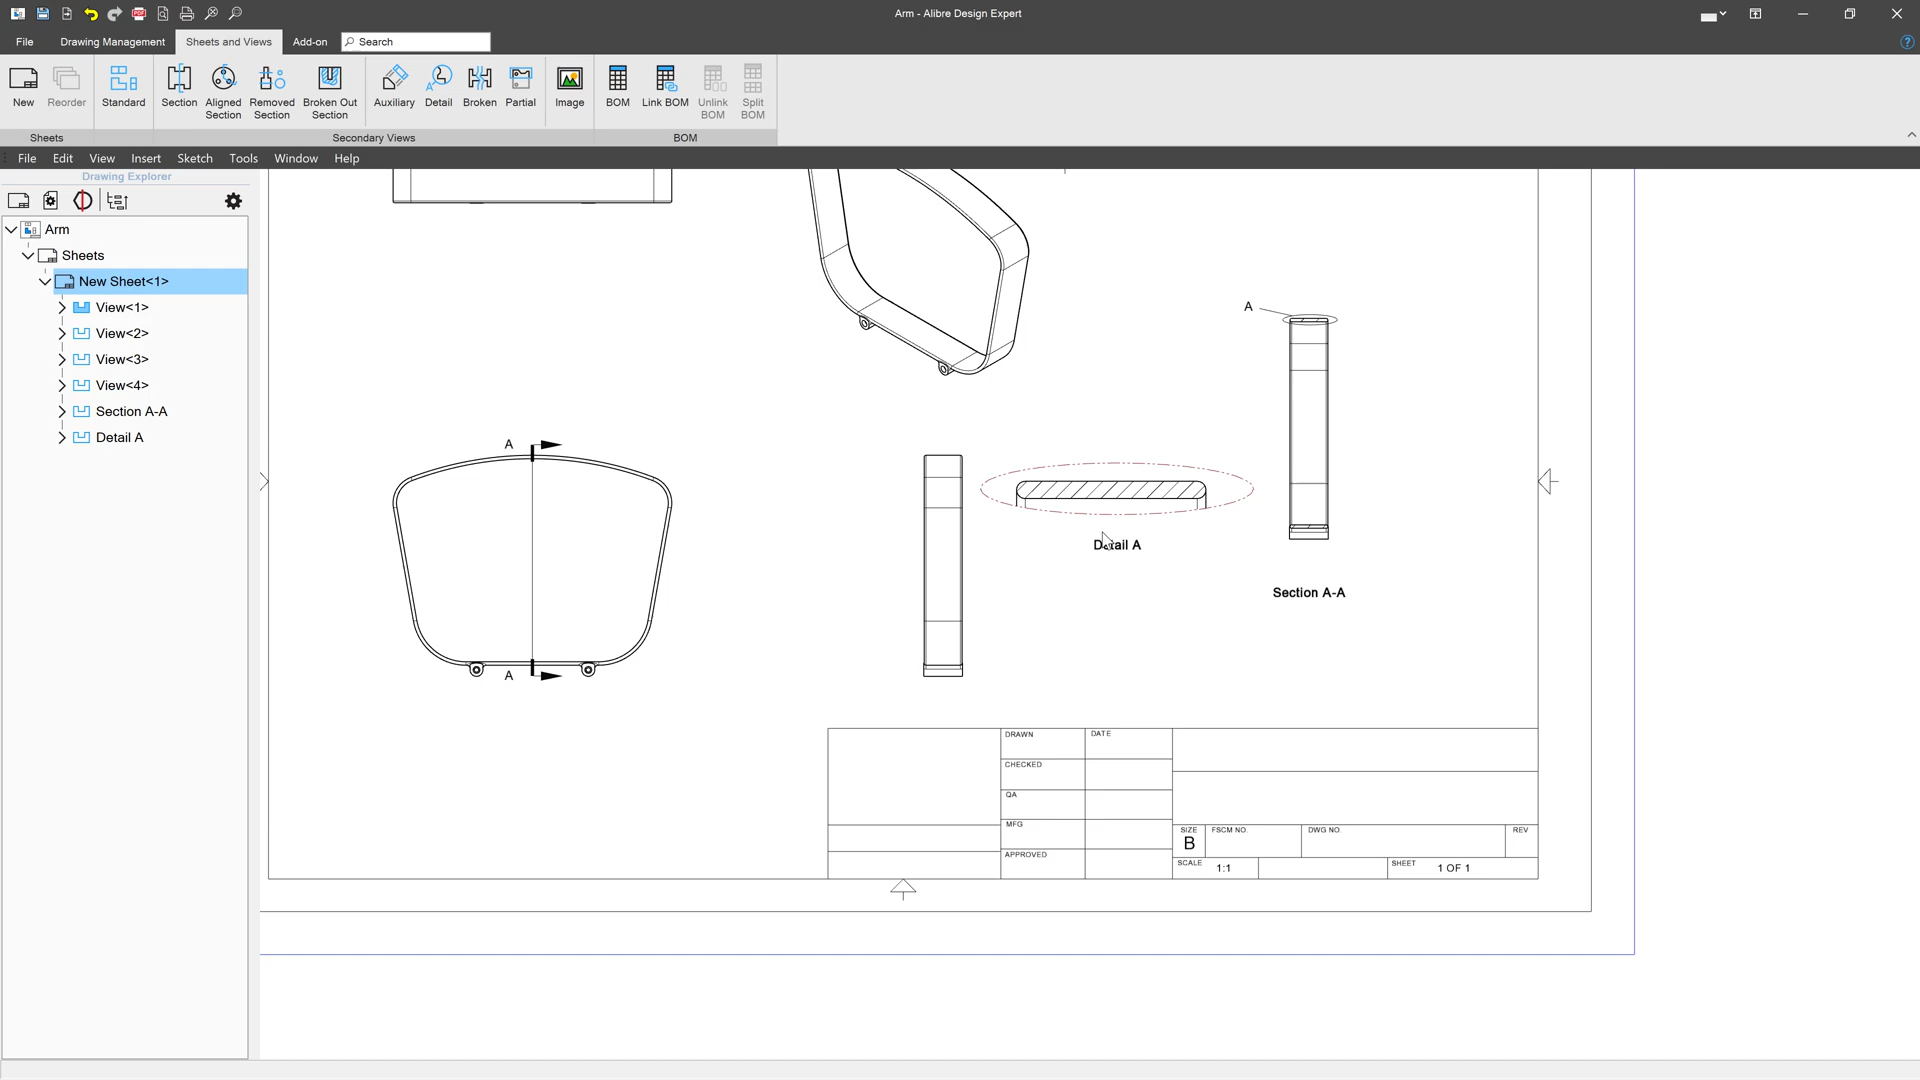 Arm - Alibre Design Expert
File Drawing Management Sheets and Views Add-on Search
New Reorder Standard Section Aligned Section Removed Section Broken Out Section Auxiliary Detail Broken Partial Image BOM Link BOM Unlink BOM Split BOM
Sheets Secondary Views BOM
File Edit View Insert Sketch Tools Window Help
Drawing Explorer
Arm
Sheets
New Sheet<1>
View<1>
View<2>
View<3>
View<4>
Section A-A
Detail A
A
A
A
Detail A
Section A-A
DRAWN DATE
CHECKED
QA
MFG
APPROVED
SIZE FSCM NO. DWG NO. REV
B
SCALE 1:1 SHEET 1 OF 1